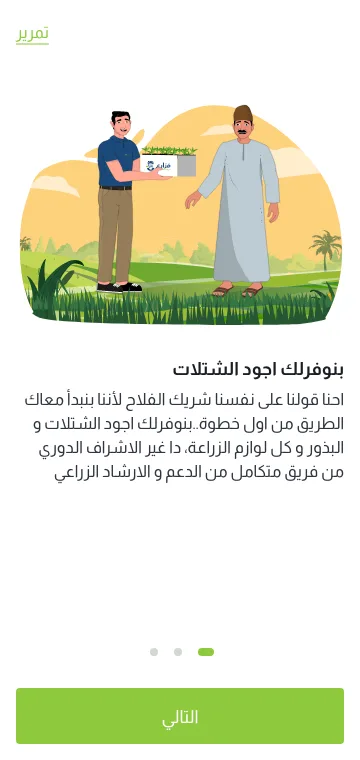 تمرير
مزارع
بنوفرلك اجود الشتلات
احنا قولنا على نفسنا شريك الفلاح لأننا بنبدأ معاك
الطريق من اول خطوة..بنوفرلك اجود الشتلات و
البذور و كل لوازم الزراعة، دا غير الاشراف الدوري
من فريق متكامل من الدعم و الارشاد الزراعي
التالي